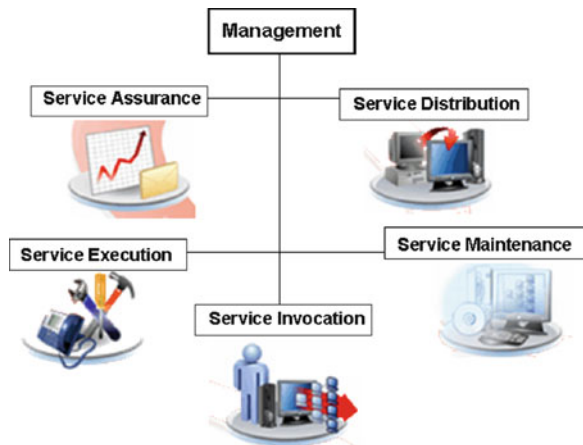 Management
Service Assurance
Service Distribution
Service Execution
Service Maintenance
Service Invocation